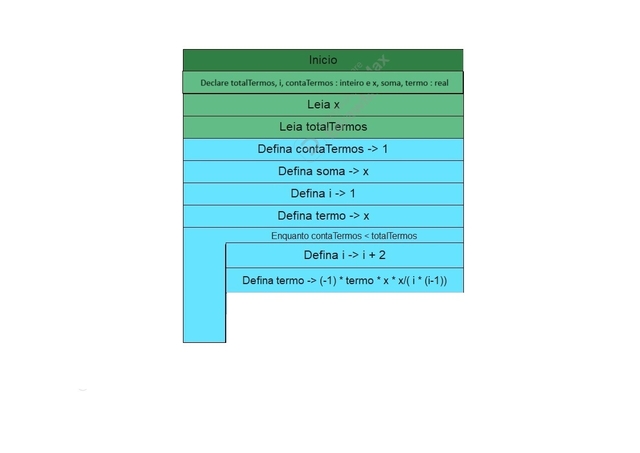 Inicio
Declare totalTermos, i, contaTermos : inteiro e x, soma, termo : real
Leia x
Leia totalTermos
Defina contaTermos -> 1
Defina soma -> x
Defina i -> 1
Defina termo -> x
Enquanto contaTermos < totalTermos
Defina i -> i + 2
Defina termo -> (-1) * termo * x * x/( i * (i-1))